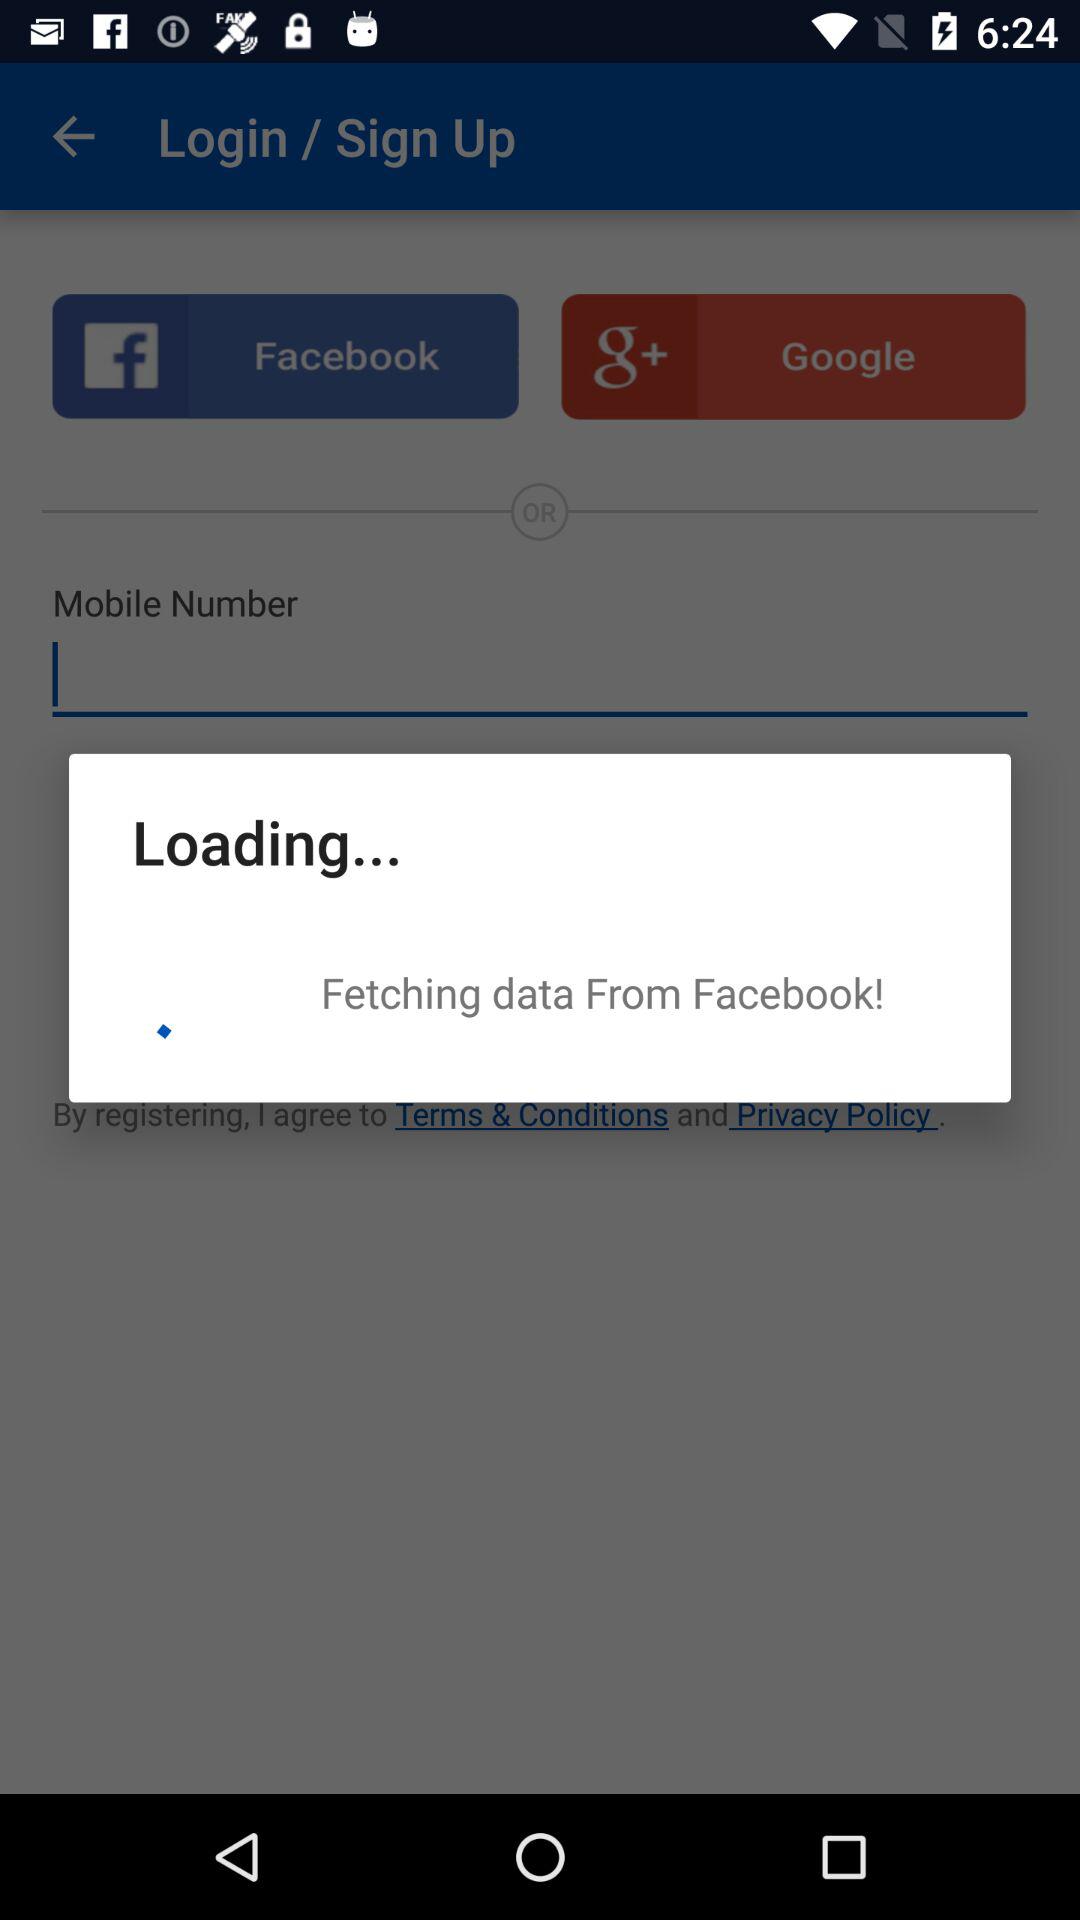 FAKE
6:24
Login / Sign Up
f Facebook
g+ Google
OR
Mobile Number
Loading...
Fetching data From Facebook!
By registering, I agree to Terms & Conditions and Privacy Policy .